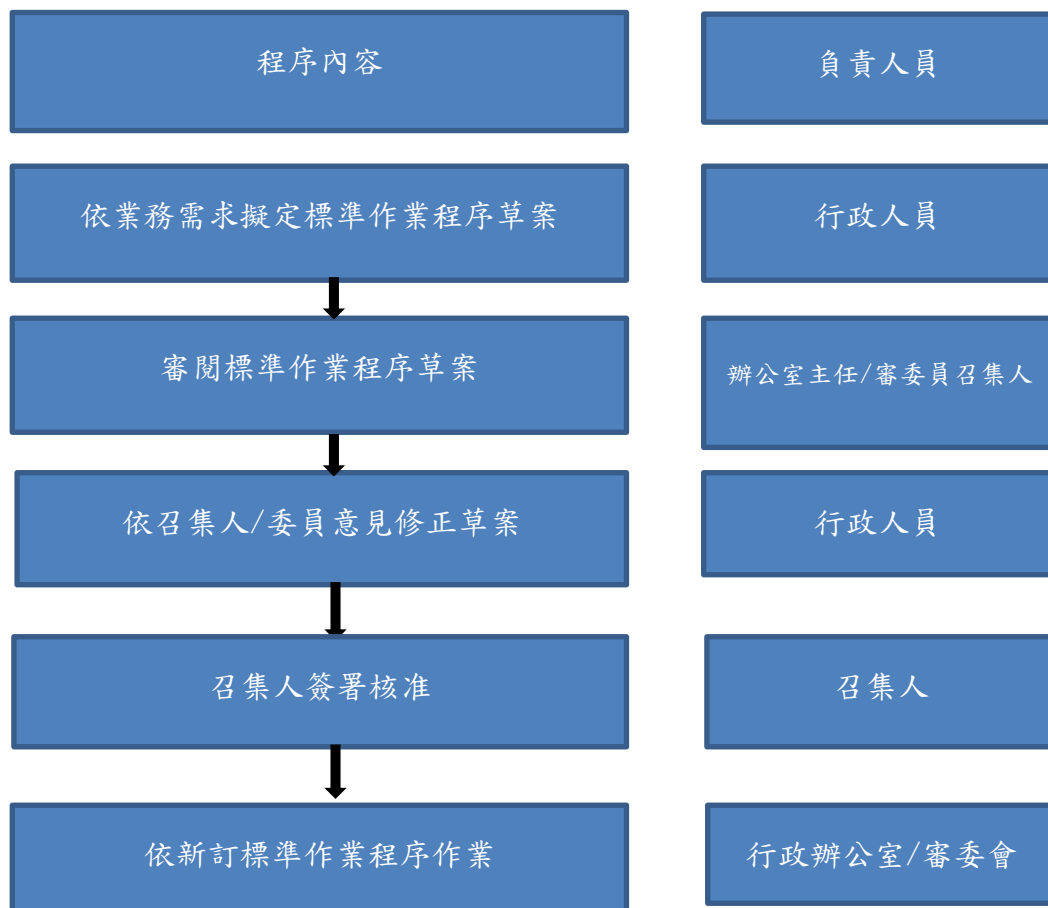 程序內容
負責人員
依業務需求擬定標準作業程序草案
行政人員
審閱標準作業程序草案
辦公室主任/審委員召集人
依召集人/委員意見修正草案
行政人員
召集人簽署核准
召集人
依新訂標準作業程序作業
行政辦公室/審委會